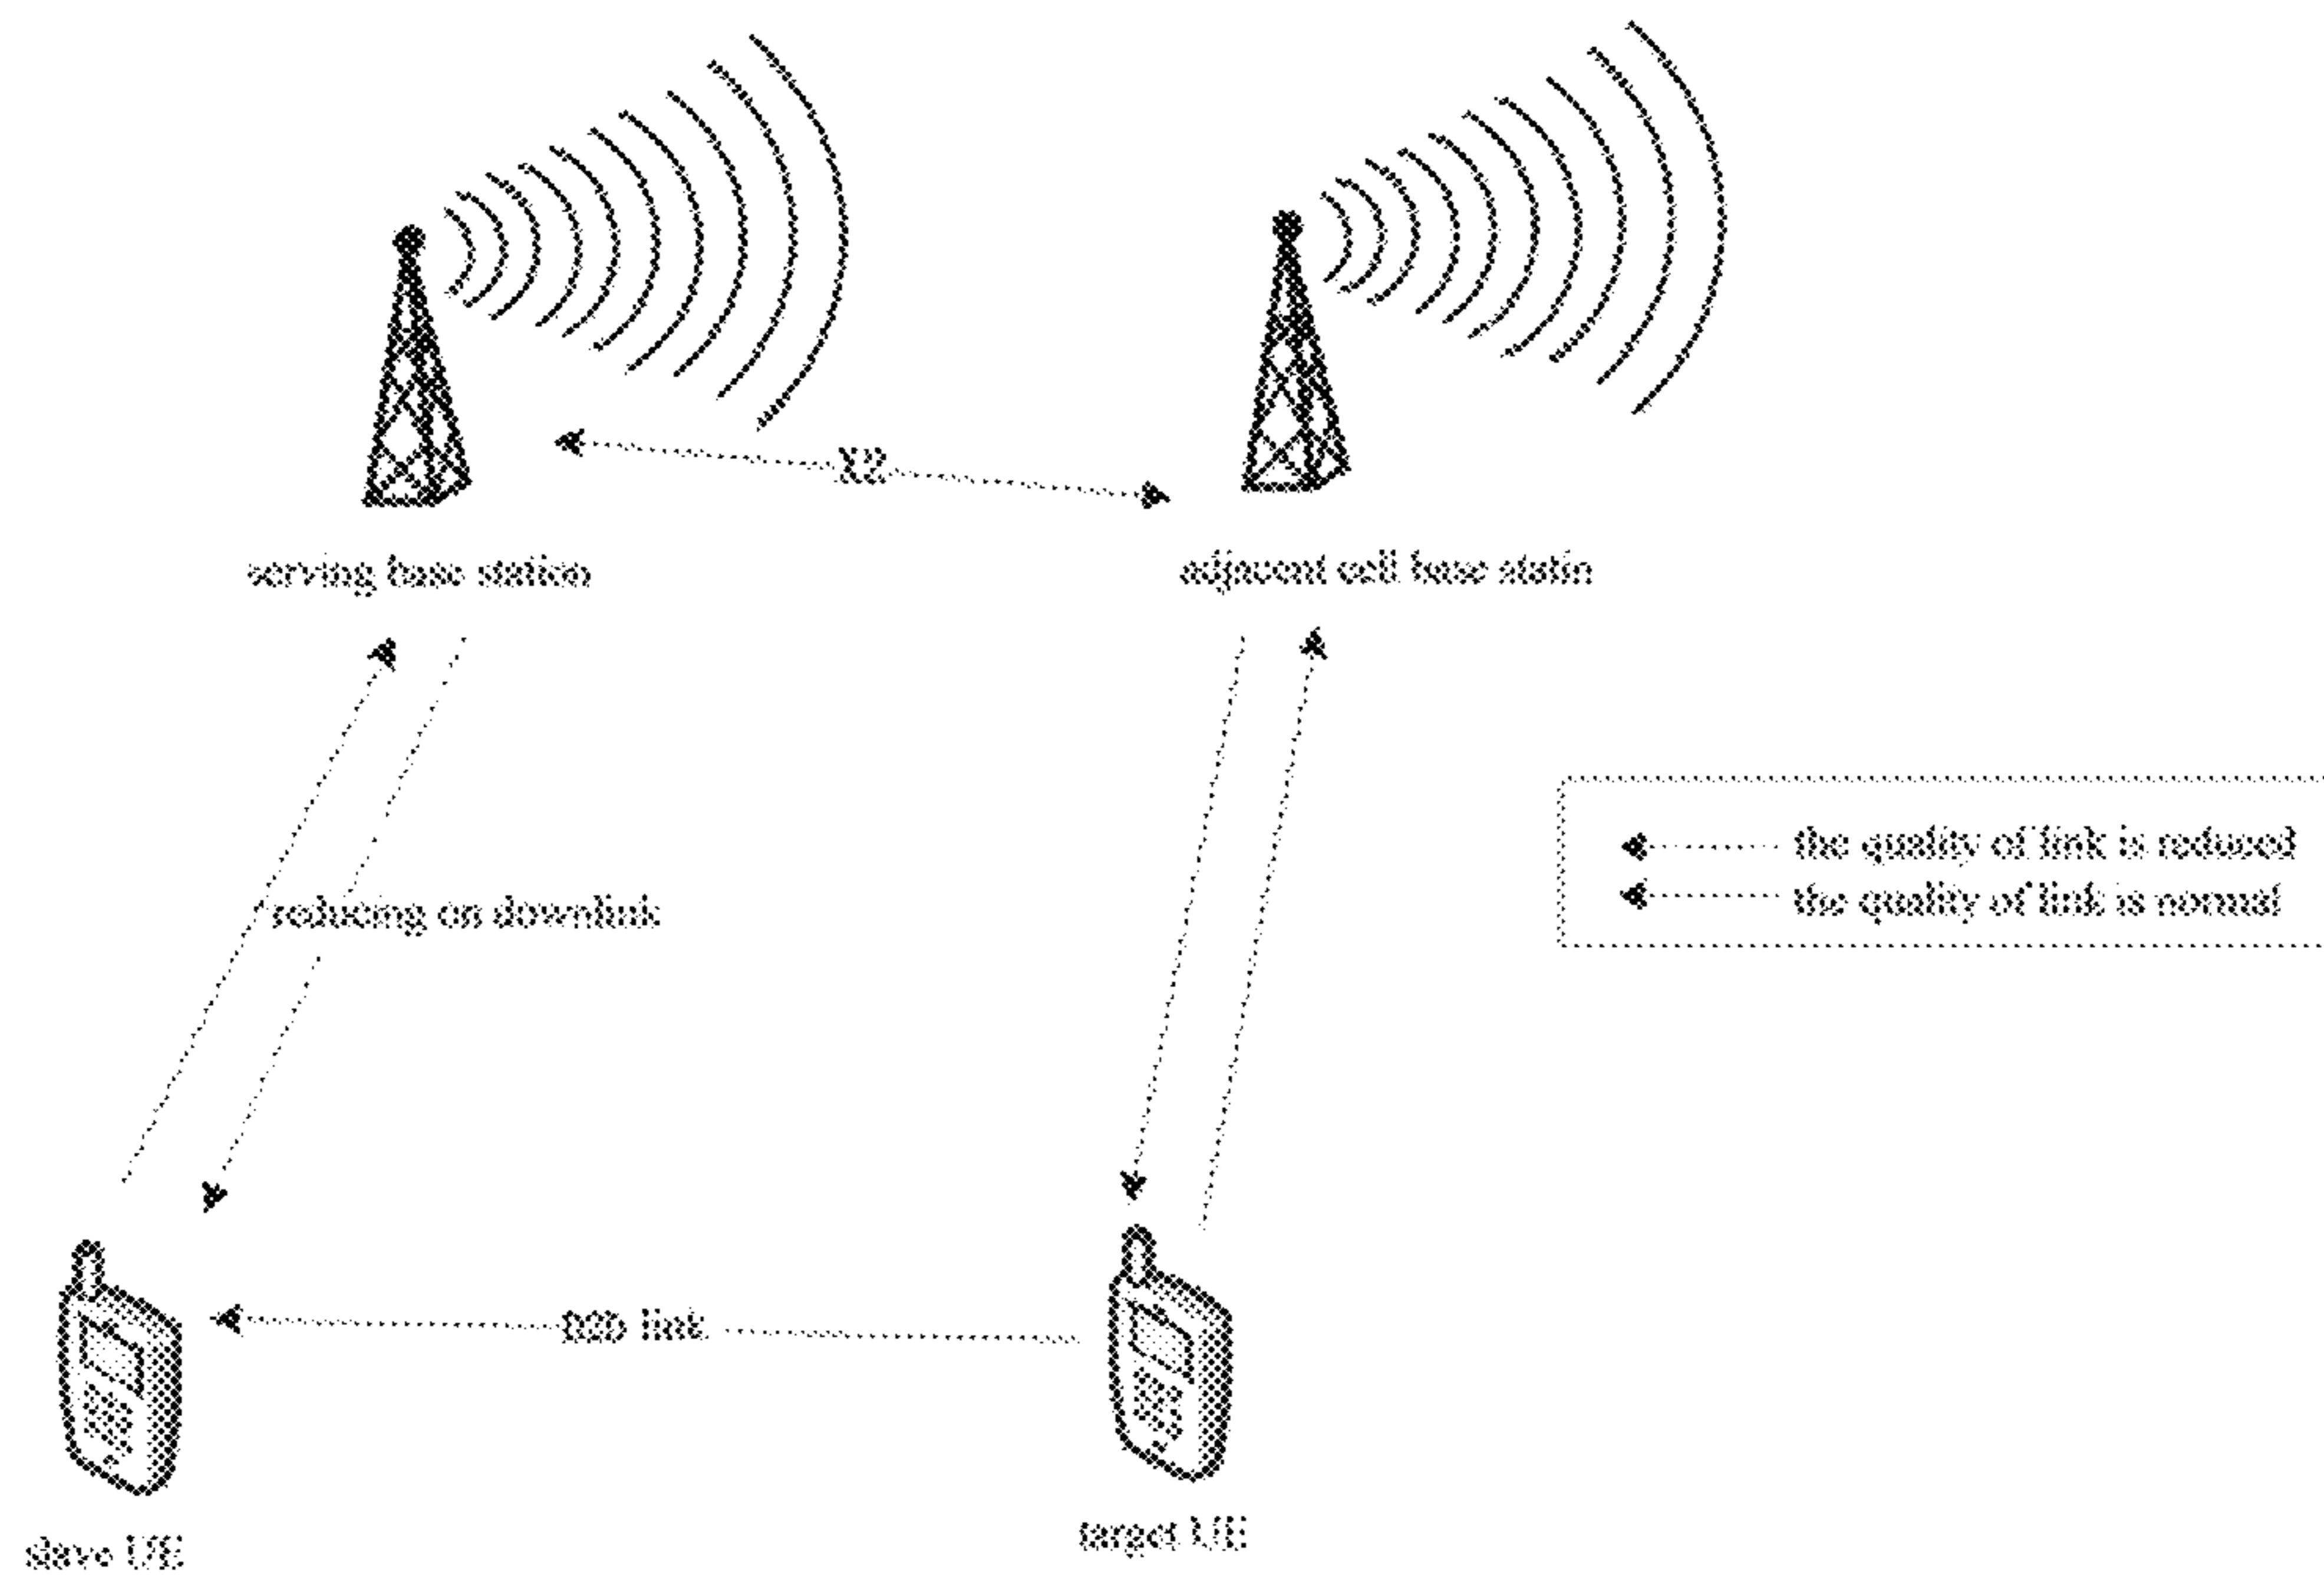 X2
serving base station
adjacent cell base statin
the quality of link is reduced
the quality of link is normal
reducing on downlink
D2D link
slave UE
target UE